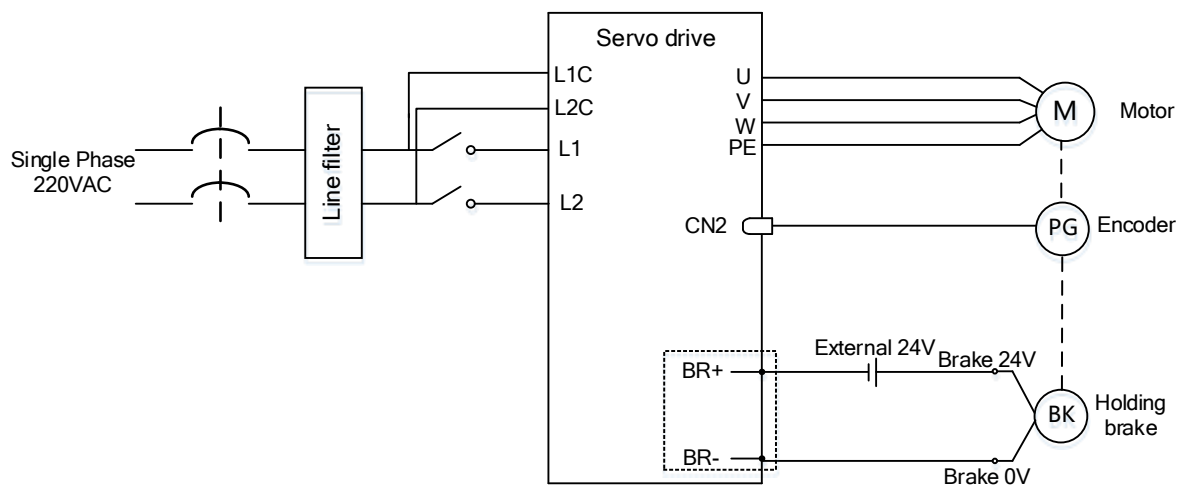 Servo drive
L1C
L2C
L1
L2
Single Phase
220VAC
Line filter
U
V
W
PE
M
Motor
CN2
PG
Encoder
BR+
External 24V
Brake 24V
BK
Holding
brake
BR-
Brake 0V